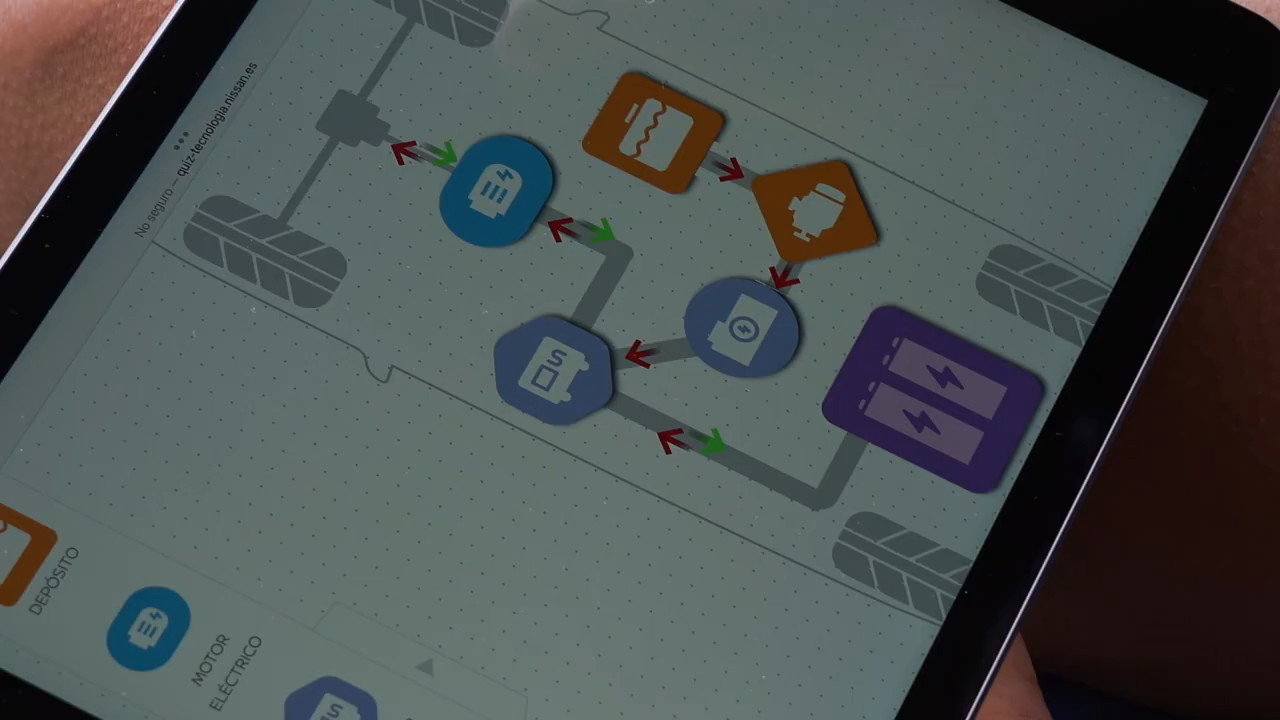 No seguro — quiz-tecnologia.nissan.es
S
DEPÓSITO
MOTOR
ELÉCTRICO
S